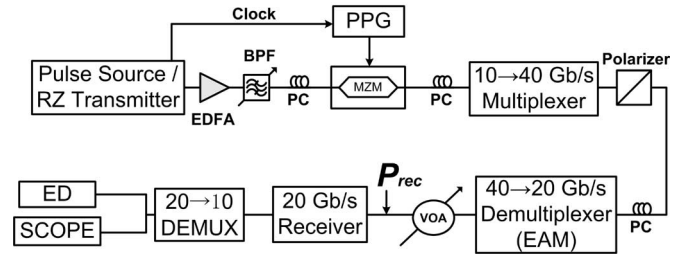 Clock
PPG
Pulse Source /
RZ Transmitter
EDFA
BPF
PC
MZM
PC
10→40 Gb/s
Multiplexer
Polarizer
ED
SCOPE
20→10
DEMUX
20 Gb/s
Receiver
Prec
VOA
40→20 Gb/s
Demultiplexer
(EAM)
PC